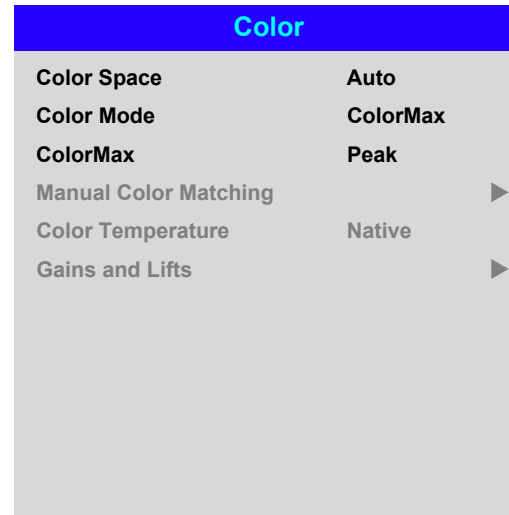 Color
Color Space Auto
Color Mode ColorMax
ColorMax Peak
Manual Color Matching
Color Temperature Native
Gains and Lifts